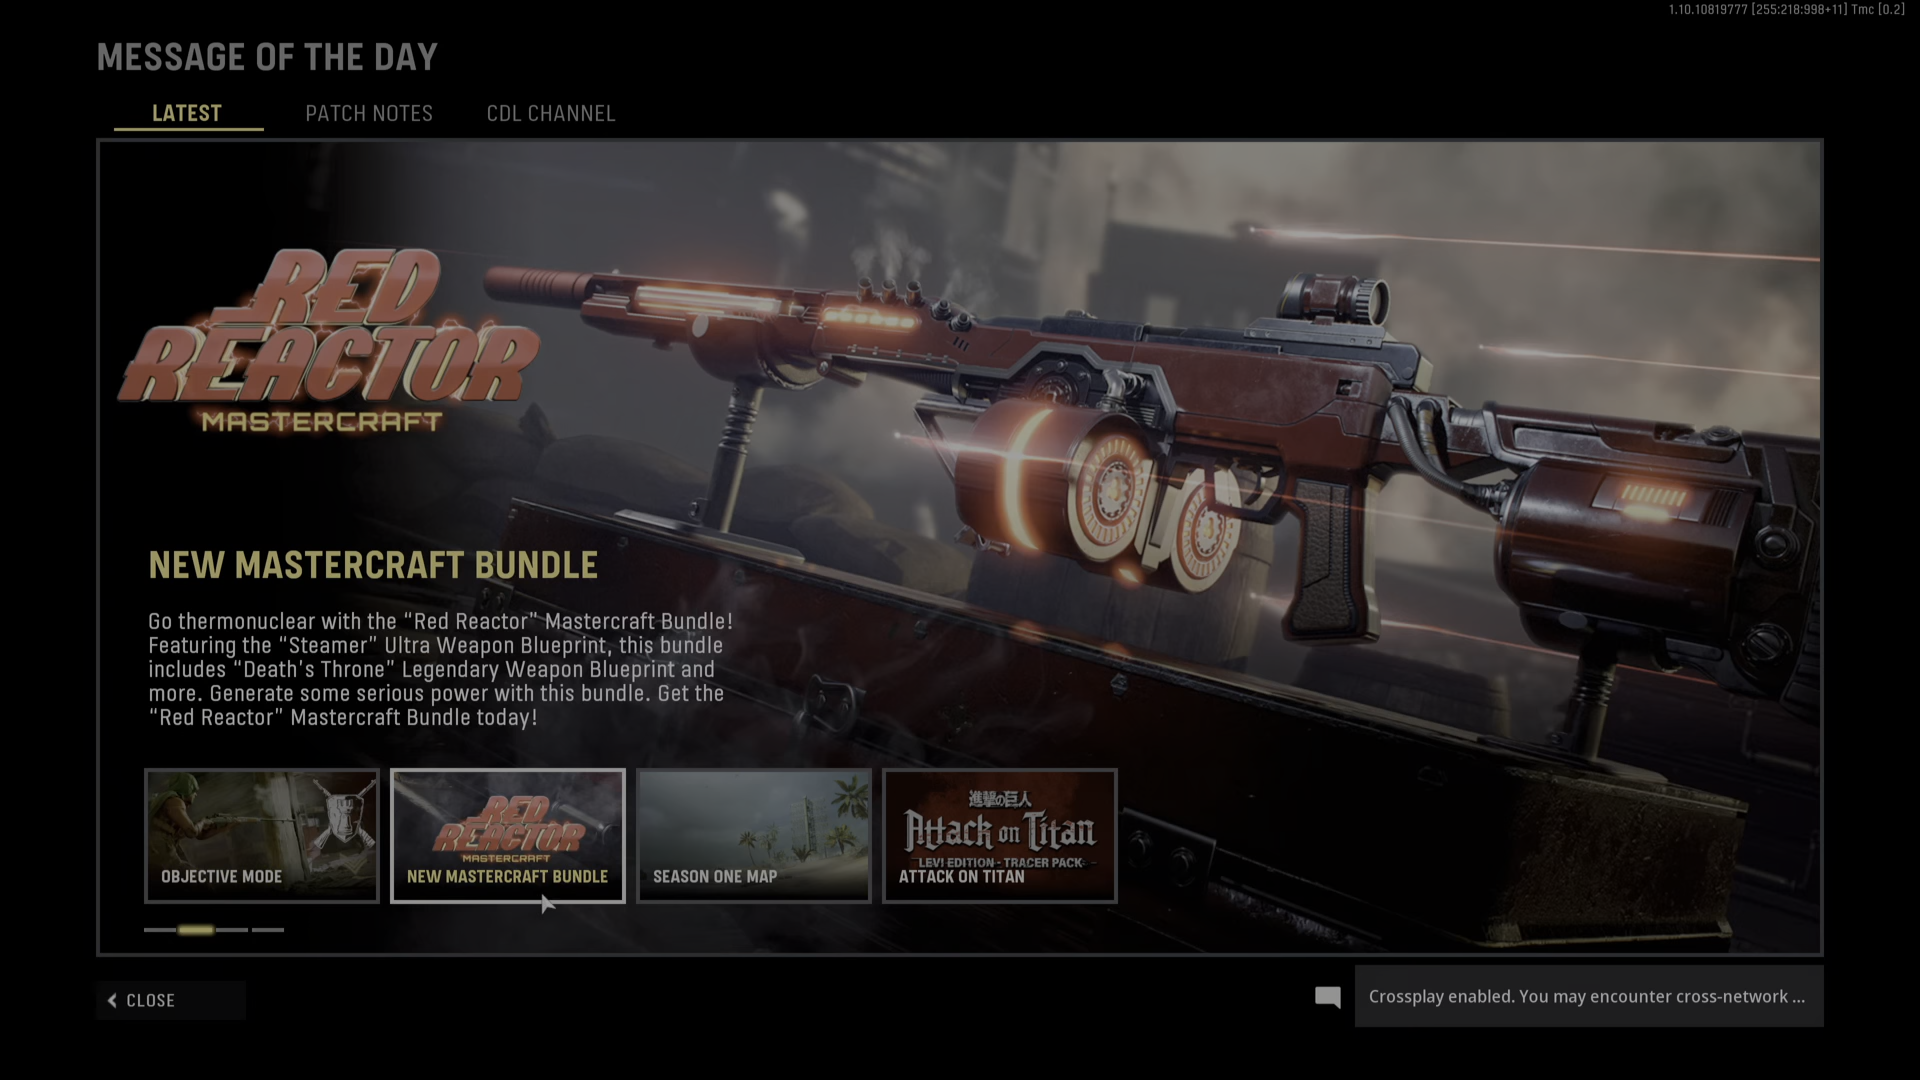 1.10.10819777 [255:218:998+11] Tmc [0.2]
MESSAGE OF THE DAY
LATEST
PATCH NOTES
CDL CHANNEL
RED
REACTOR
MASTERCRAFT
NEW MASTERCRAFT BUNDLE
Go thermonuclear with the “Red Reactor” Mastercraft Bundle!
Featuring the “Steamer” Ultra Weapon Blueprint, this bundle
includes “Death's Throne” Legendary Weapon Blueprint and
more. Generate some serious power with this bundle. Get the
“Red Reactor” Mastercraft Bundle today!
OBJECTIVE MODE
RED
REACTOR
MASTERCRAFT
NEW MASTERCRAFT BUNDLE
SEASON ONE MAP
進撃の巨人
Attack on Titan
-LEVI EDITION - TRACER PACK-
ATTACK ON TITAN
CLOSE
Crossplay enabled. You may encounter cross-network ...